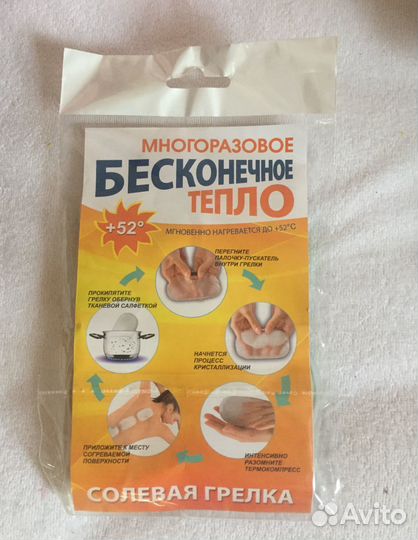 МНОГОРАЗОВОЕ
БЕСКОНЕЧНОЕ
ТЕПЛО
+52°
МГНОВЕННО НАГРЕВАЕТСЯ ДО +52°С
ПЕРЕГНИТЕ
ПАЛОЧКУ-ПУСКАТЕЛЬ
ВНУТРИ ГРЕЛКИ
НАЧНЕТСЯ
ПРОЦЕСС
КРИСТАЛЛИЗАЦИИ
ИНТЕНСИВНО
РАЗОМНИТЕ
ТЕРМОКОМПРЕСС
ПРИЛОЖИТЕ К МЕСТУ
СОГРЕВАЕМОЙ
ПОВЕРХНОСТИ
ПРОКИПЯТИТЕ
ГРЕЛКУ ОБЕРНУВ
ТКАНЕВОЙ САЛФЕТКОЙ
СОЛЕВАЯ ГРЕЛКА
Avito